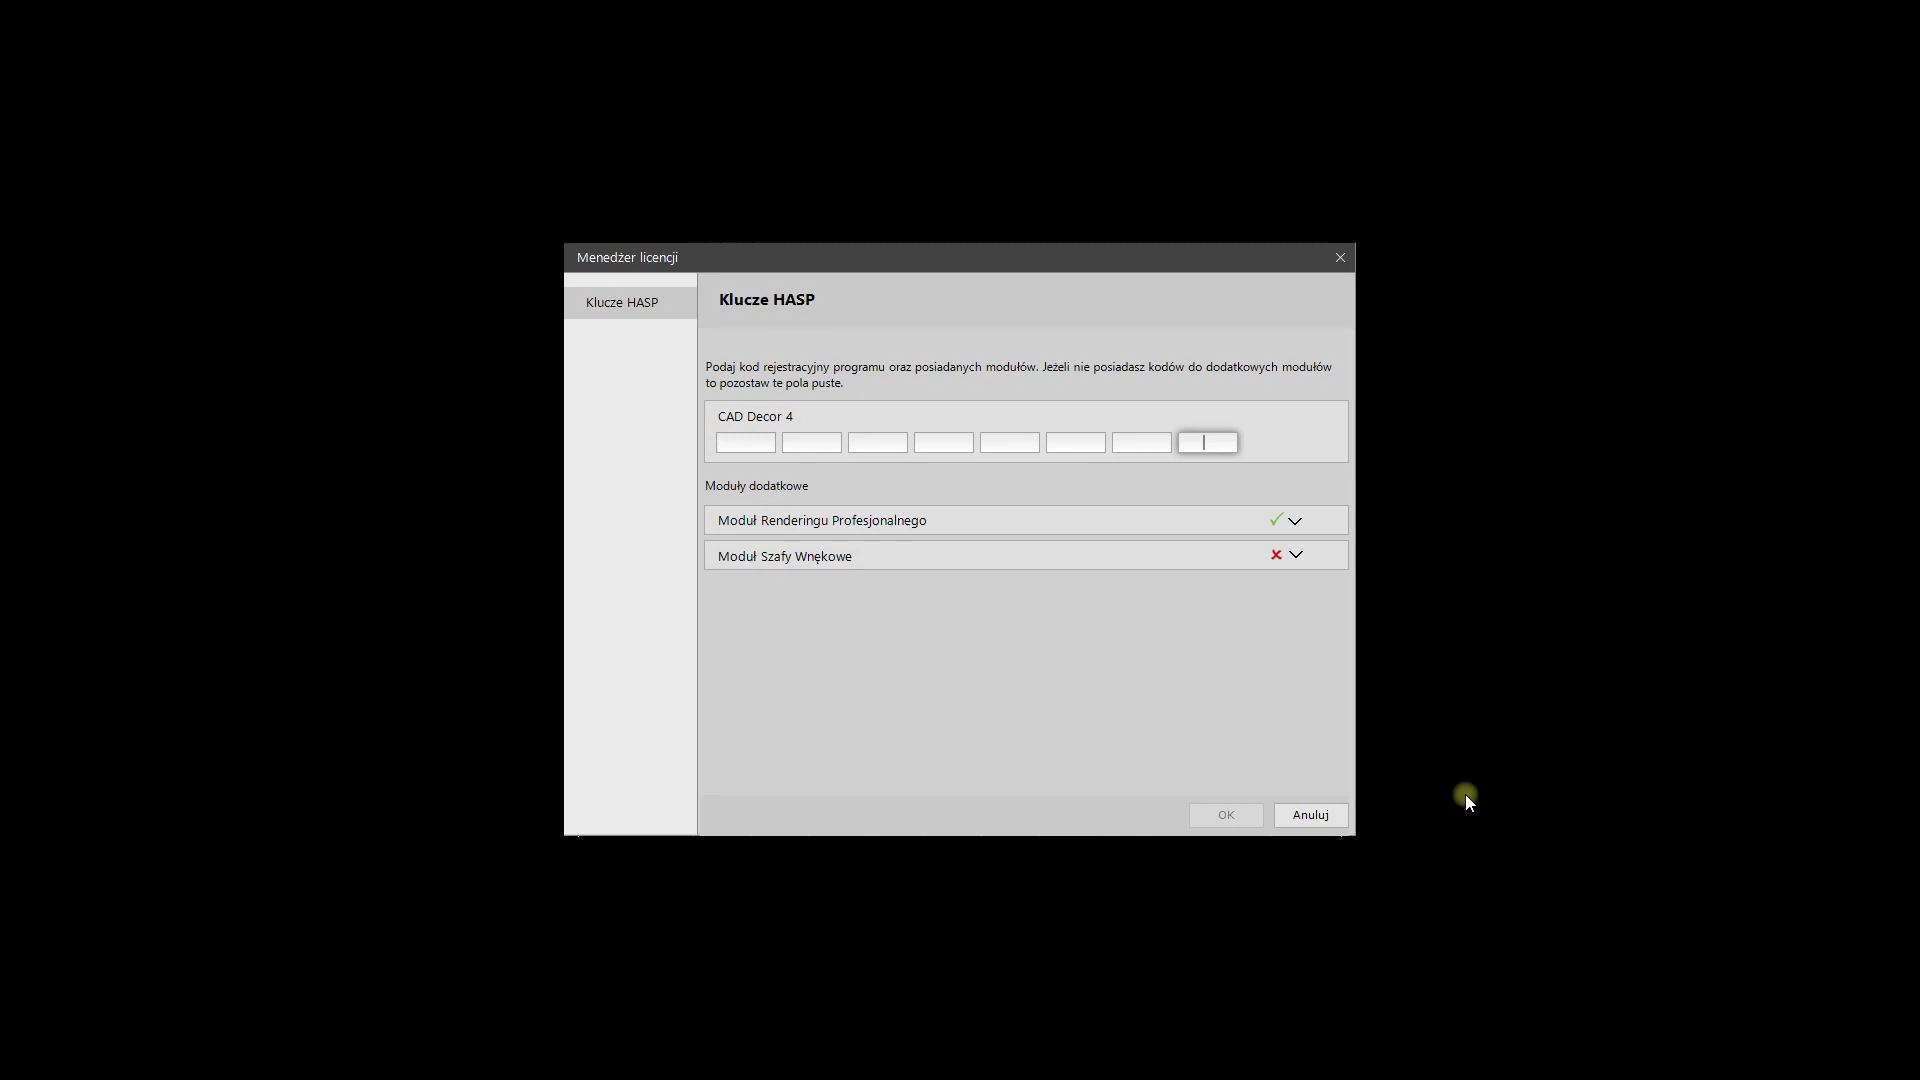 Menedżer licencji
Klucze HASP
Klucze HASP
Podaj kod rejestracyjny programu oraz posiadanych modułów. Jeżeli nie posiadasz kodów do dodatkowych modułów
to pozostaw te pola puste.
CAD Decor 4
Moduły dodatkowe
Moduł Renderingu Profesjonalnego
Moduł Szafy Wnękowe
OK
Anuluj